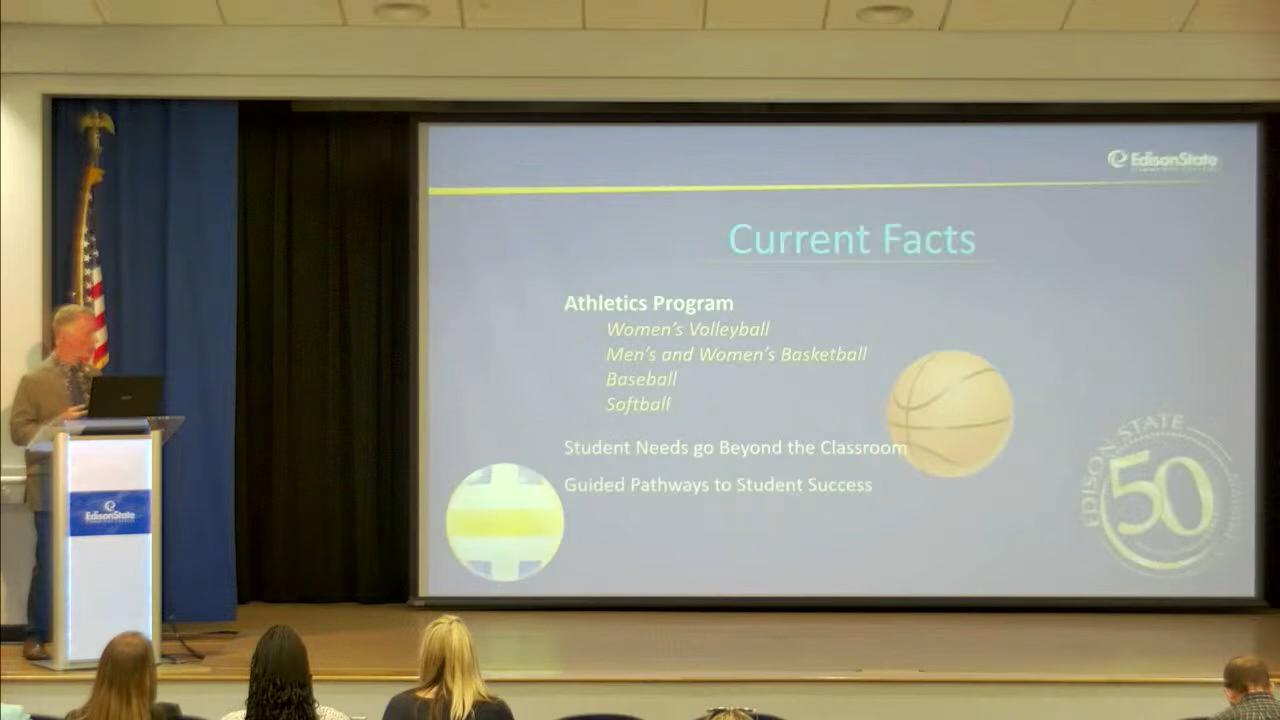 EdisonState
Current Facts
Athletics Program
Women's Volleyball
Men's and Women's Basketball
Baseball
Softball
Student Needs go Beyond the Classroom
Guided Pathways to Student Success
EDISON STATE
50
EdisonState